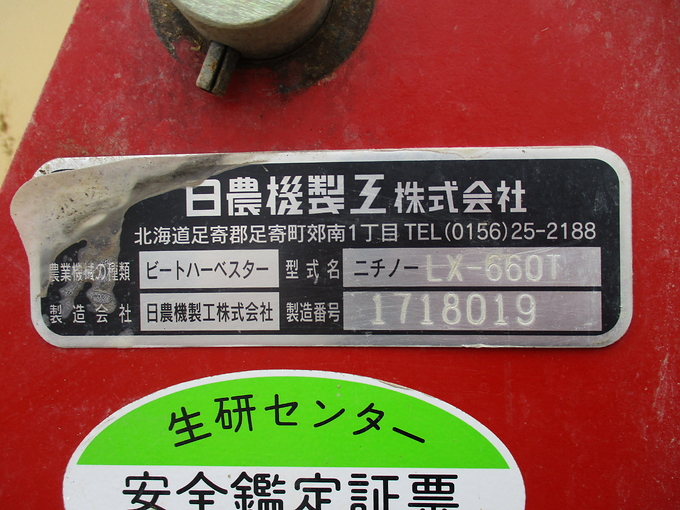 日農機製工株式会社
北海道足寄郡足寄町郊南1丁目 TEL(0156)25-2188
農業機械の種類 ビートハーベスター 型式名 ニチノー LX-660T
製造会社 日農機製工株式会社 製造番号 1718019
生研センター
安全鑑定証票